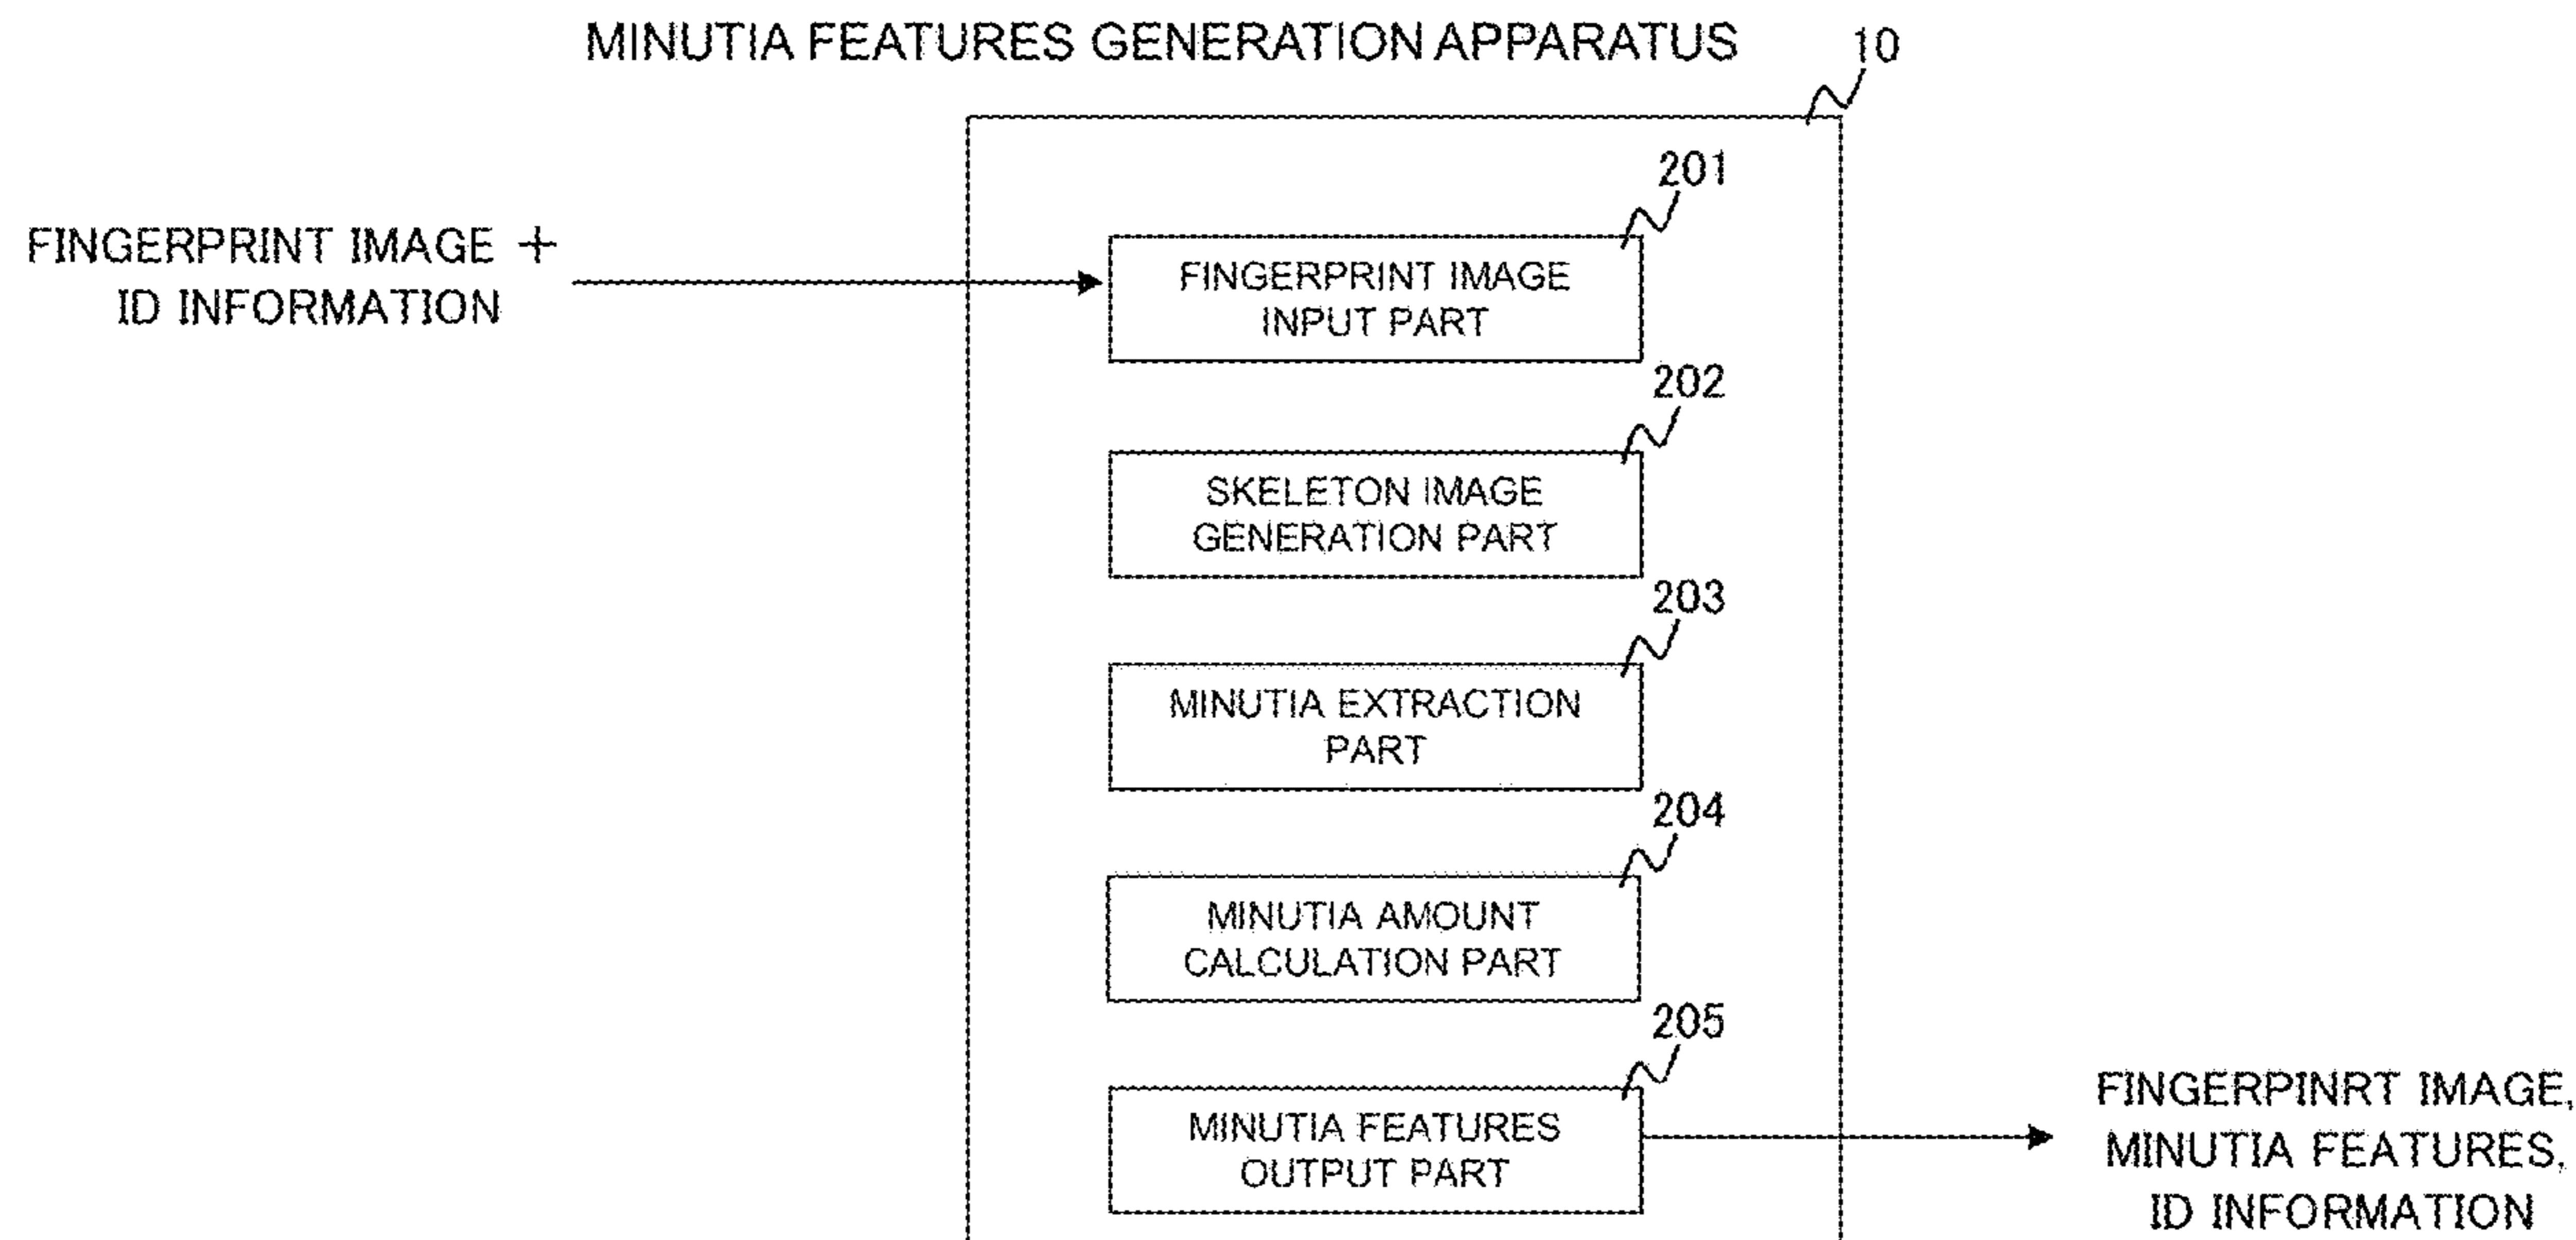 MINUTIA FEATURES GENERATION APPARATUS
10
201
FINGERPRINT IMAGE +
ID INFORMATION
FINGERPRINT IMAGE
INPUT PART
202
SKELETON IMAGE
GENERATION PART
203
MINUTIA EXTRACTION
PART
204
MINUTIA AMOUNT
CALCULATION PART
205
MINUTIA FEATURES
OUTPUT PART
FINGERPINRT IMAGE,
MINUTIA FEATURES,
ID INFORMATION